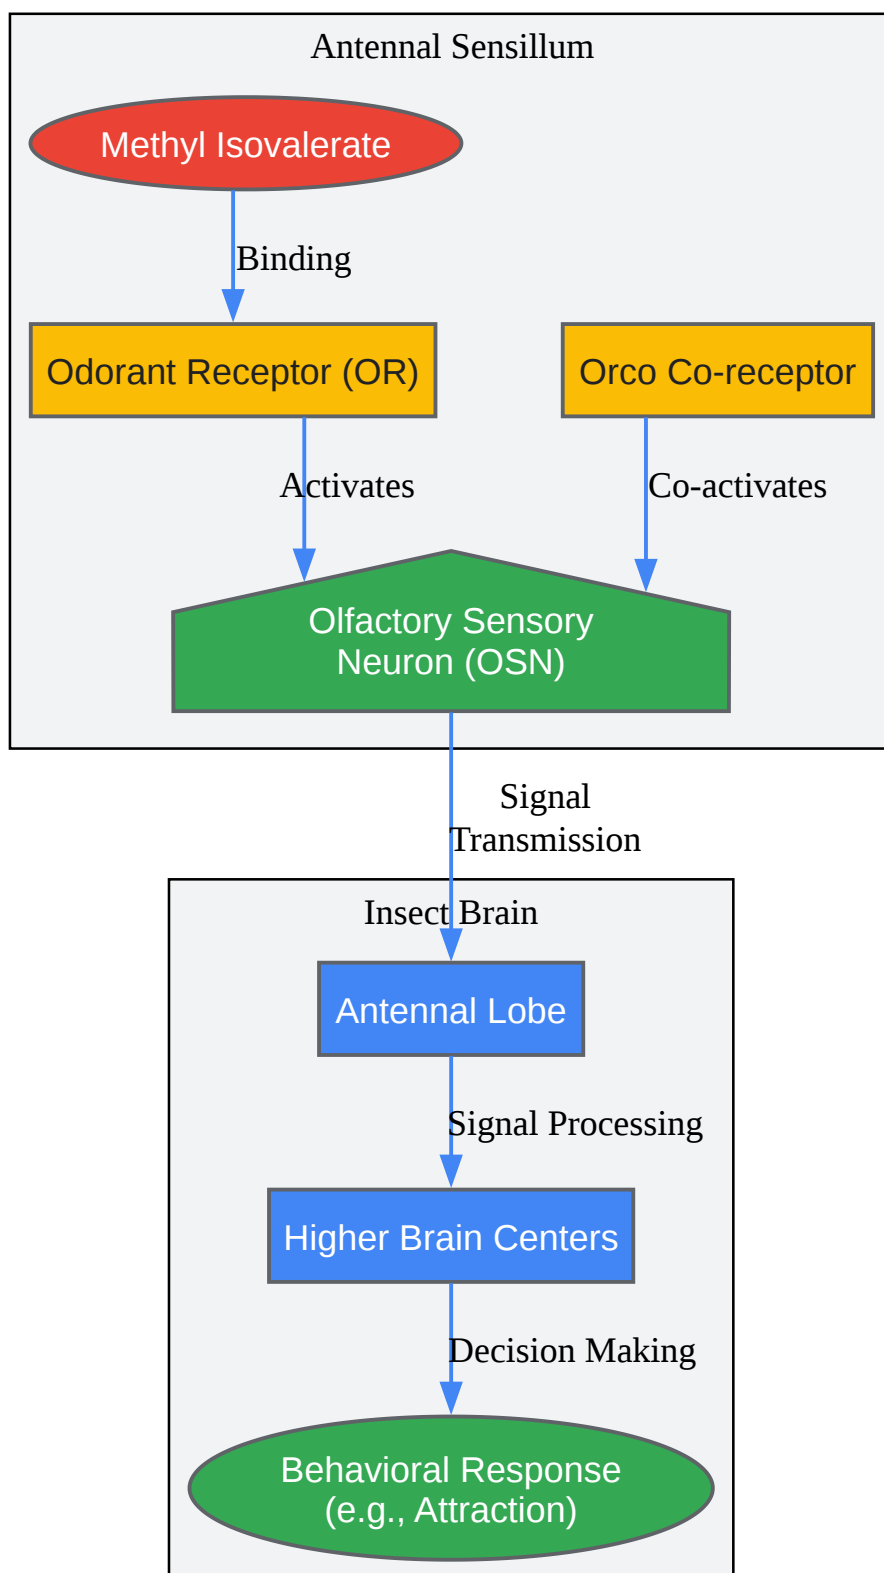 Antennal Sensillum
Methyl Isovalerate
Binding
Odorant Receptor (OR)
Orco Co-receptor
Activates
Co-activates
Olfactory Sensory
Neuron (OSN)
Signal
Transmission
Insect Brain
Antennal Lobe
Signal Processing
Higher Brain Centers
Decision Making
Behavioral Response
(e.g., Attraction)